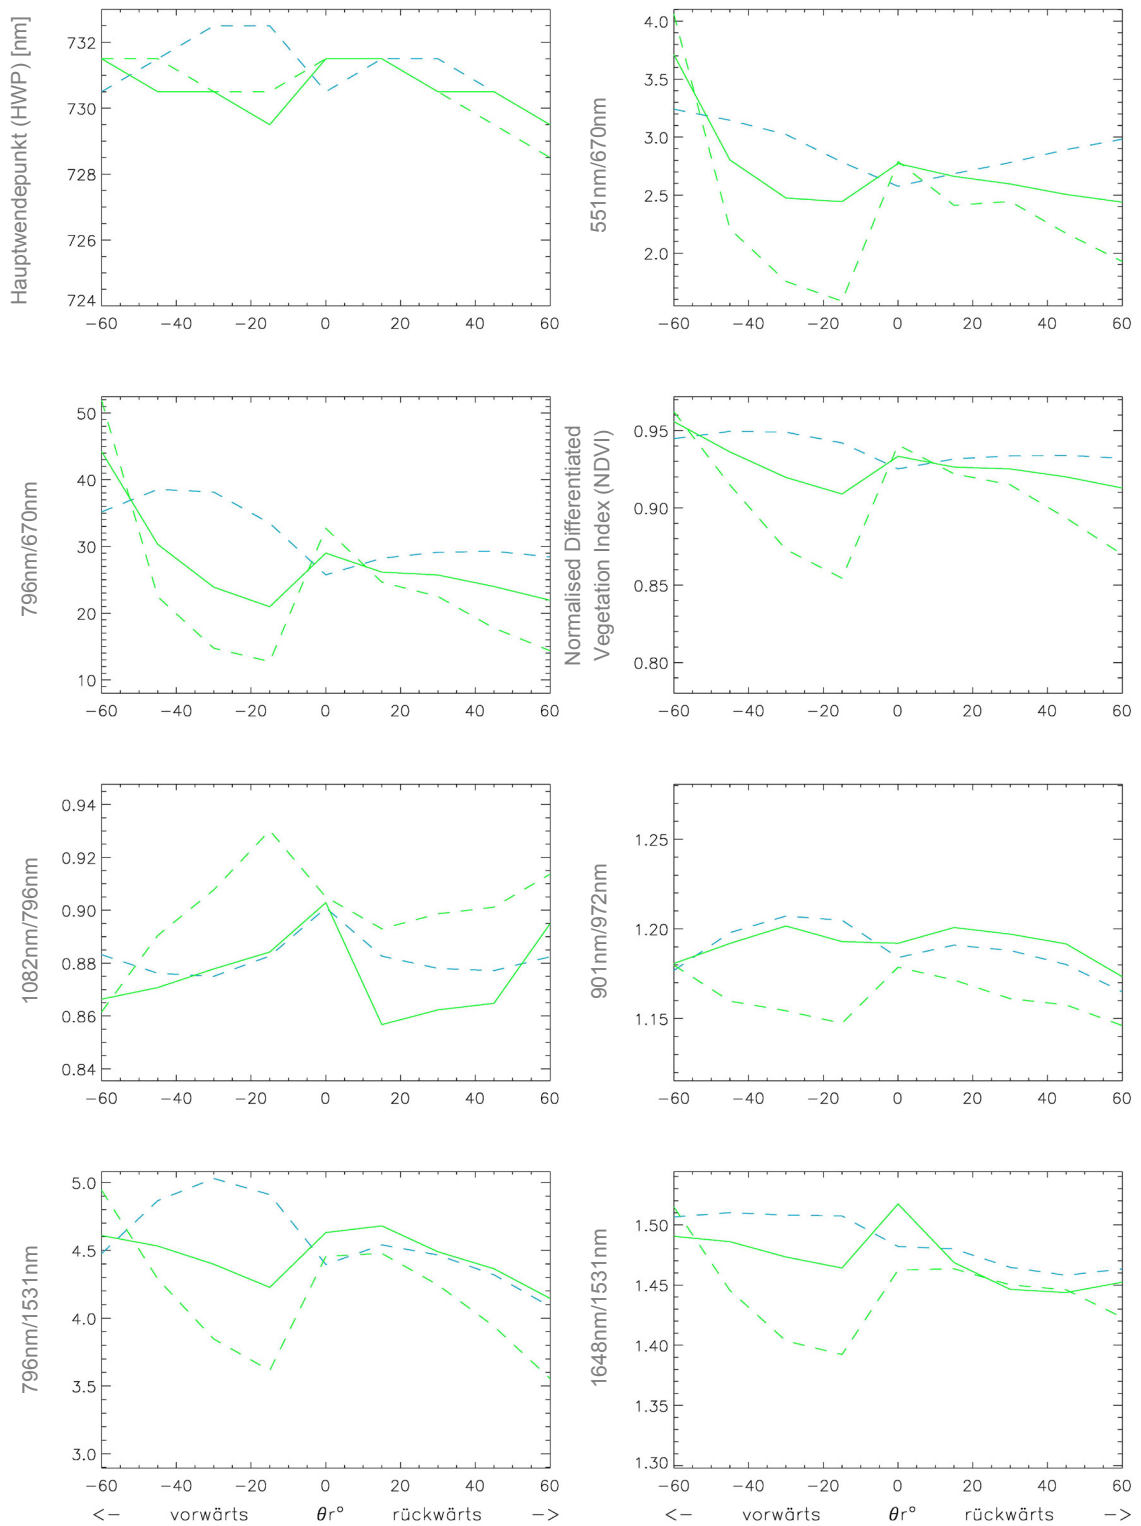 Hauptwendepunkt (HWP) [nm]
732
730
728
726
724
−60 −40 −20 0 20 40 60
551nm/670nm
4.0
3.5
3.0
2.5
2.0
−60 −40 −20 0 20 40 60
796nm/670nm
50
40
30
20
10
−60 −40 −20 0 20 40 60
Normalised Differentiated
Vegetation Index (NDVI)
0.95
0.90
0.85
0.80
−60 −40 −20 0 20 40 60
1082nm/796nm
0.94
0.92
0.90
0.88
0.86
0.84
−60 −40 −20 0 20 40 60
901nm/972nm
1.25
1.20
1.15
−60 −40 −20 0 20 40 60
796nm/1531nm
5.0
4.5
4.0
3.5
3.0
−60 −40 −20 0 20 40 60
<− vorwärts θr° rückwärts −>
1648nm/1531nm
1.50
1.45
1.40
1.35
1.30
−60 −40 −20 0 20 40 60
<− vorwärts θr° rückwärts −>